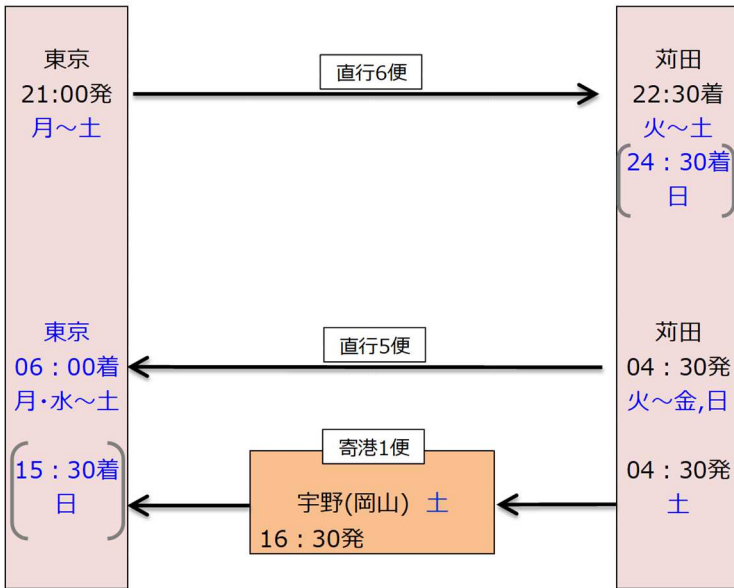 東京
21:00発
月～土
直行6便
苅田
22:30着
火～土
24：30着
日
東京
06：00着
月･水～土
直行5便
苅田
04：30発
火～金,日
15：30着
日
寄港1便
宇野(岡山) 土
16：30発
04：30発
土